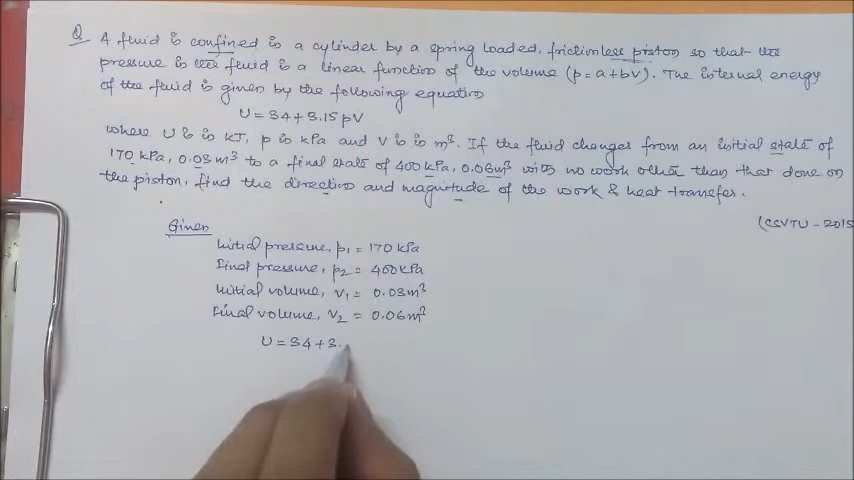 Q A fluid is confined in a cylinder by a spring loaded, frictionless piston so that the
pressure in the fluid is a linear function of the volume (p = a + bV). The internal energy
of the fluid is given by the following equation
U = 34 + 3.15 pV
where U is in kJ, p in kPa and V is in m³. If the fluid changes from an initial state of
170 kPa, 0.03 m³ to a final state of 400 kPa, 0.06 m³ with no work other than that done on
the piston, find the direction and magnitude of the work & heat transfer.
(CSVTU - 2015
Given
Initial pressure, p₁ = 170 kPa
Final pressure, p₂ = 400 kPa
Initial volume, V₁ = 0.03 m³
Final volume, V₂ = 0.06 m³
U = 34 + 3.